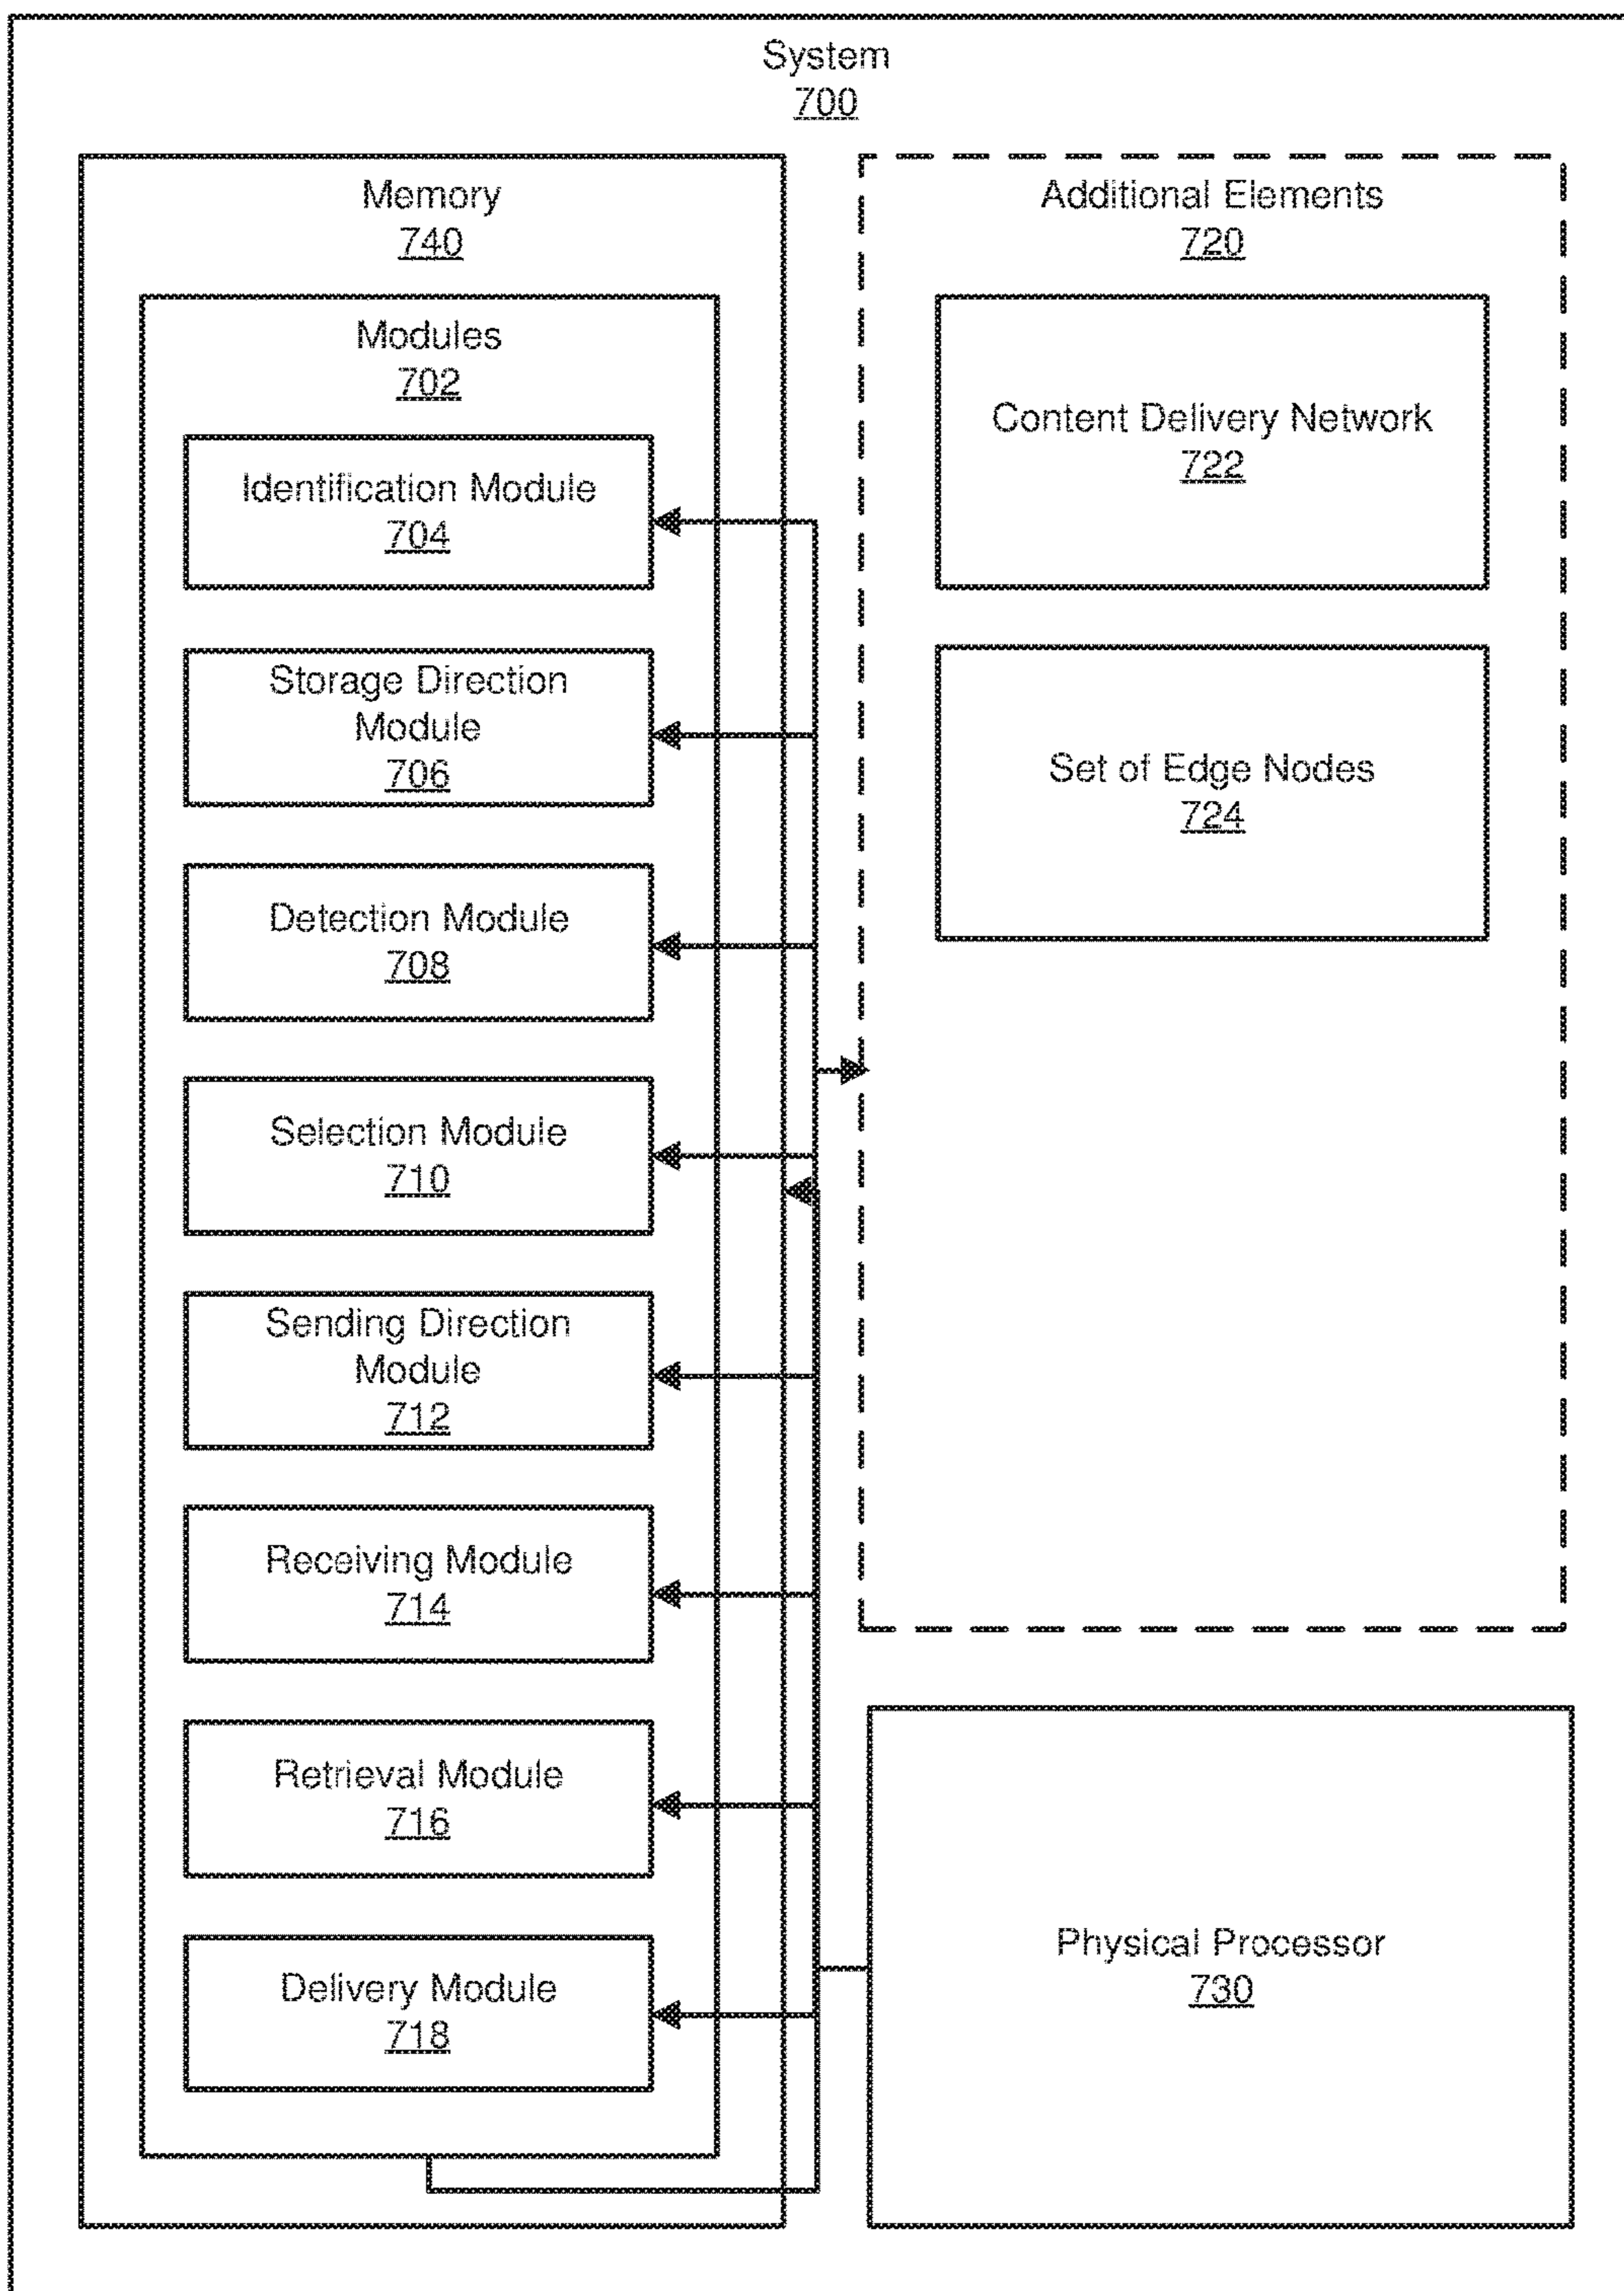 System
700
Memory
740
Modules
702
Identification Module
704
Storage Direction
Module
706
Detection Module
708
Selection Module
710
Sending Direction
Module
712
Receiving Module
714
Retrieval Module
716
Delivery Module
718
Additional Elements
720
Content Delivery Network
722
Set of Edge Nodes
724
Physical Processor
730